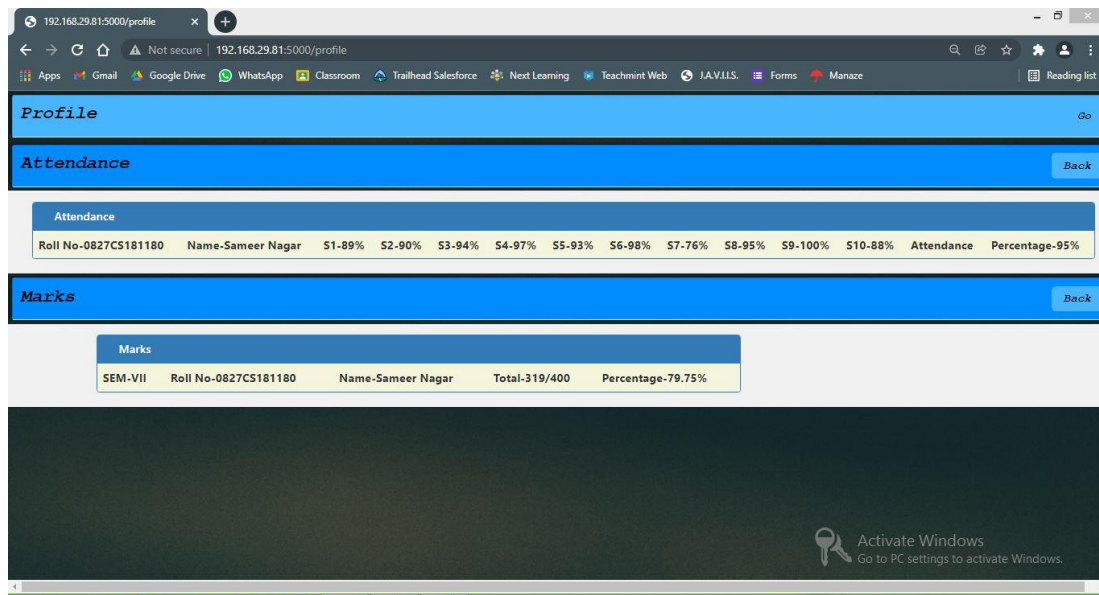 192.168.29.81:5000/profile
Not secure | 192.168.29.81:5000/profile
Apps Gmail Google Drive WhatsApp Classroom Trailhead Salesforce Next Learning Teachmint Web J.A.V.I.I.S. Forms Manaze Reading list
Profile Go
Attendance Back
Attendance
Roll No-0827CS181180 Name-Sameer Nagar S1-89% S2-90% S3-94% S4-97% S5-93% S6-98% S7-76% S8-95% S9-100% S10-88% Attendance Percentage-95%
Marks Back
Marks
SEM-VII Roll No-0827CS181180 Name-Sameer Nagar Total-319/400 Percentage-79.75%
Activate Windows
Go to PC settings to activate Windows.